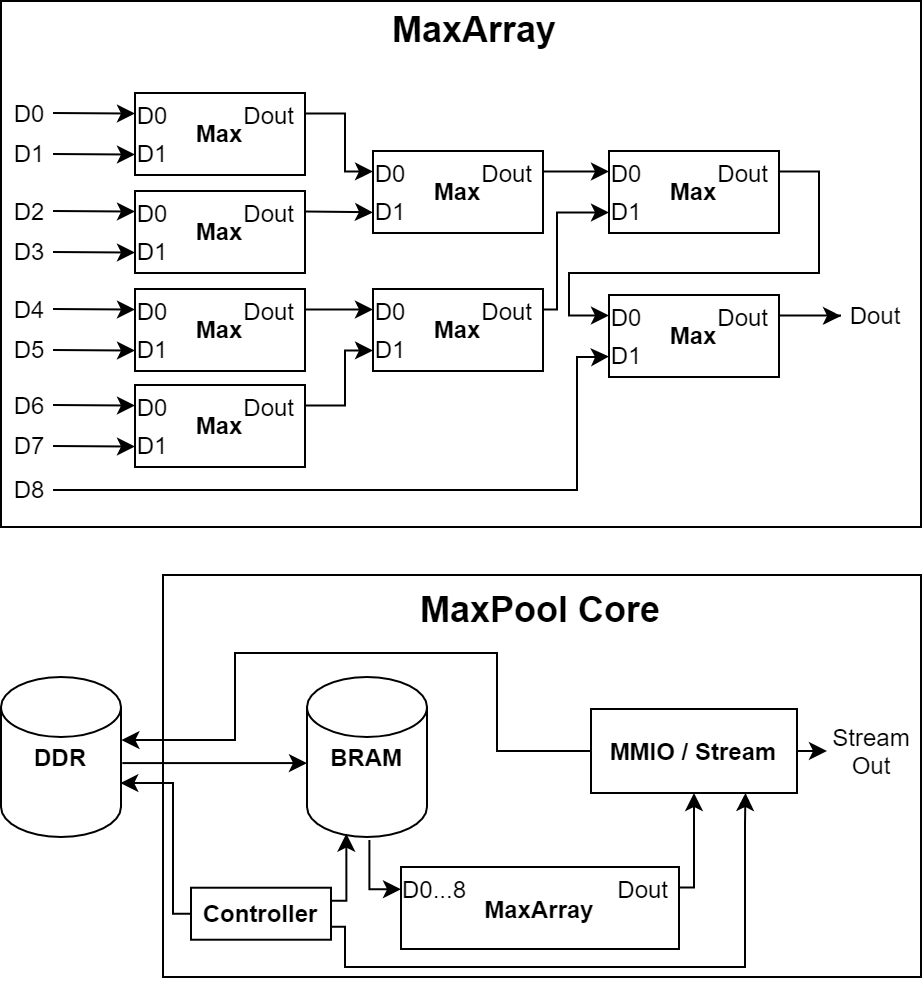 MaxArray
D0
D0
Dout
Max
D1
D1
D0
Dout
Max
D1
D0
Dout
Max
D1
D2
D0
Dout
Max
D3
D1
D4
D0
Dout
Max
D5
D1
D0
Dout
Max
D1
D0
Dout
Max
D1
Dout
D6
D0
Dout
Max
D7
D1
D8
MaxPool Core
DDR
BRAM
MMIO / Stream
Stream
Out
Controller
D0...8
Dout
MaxArray